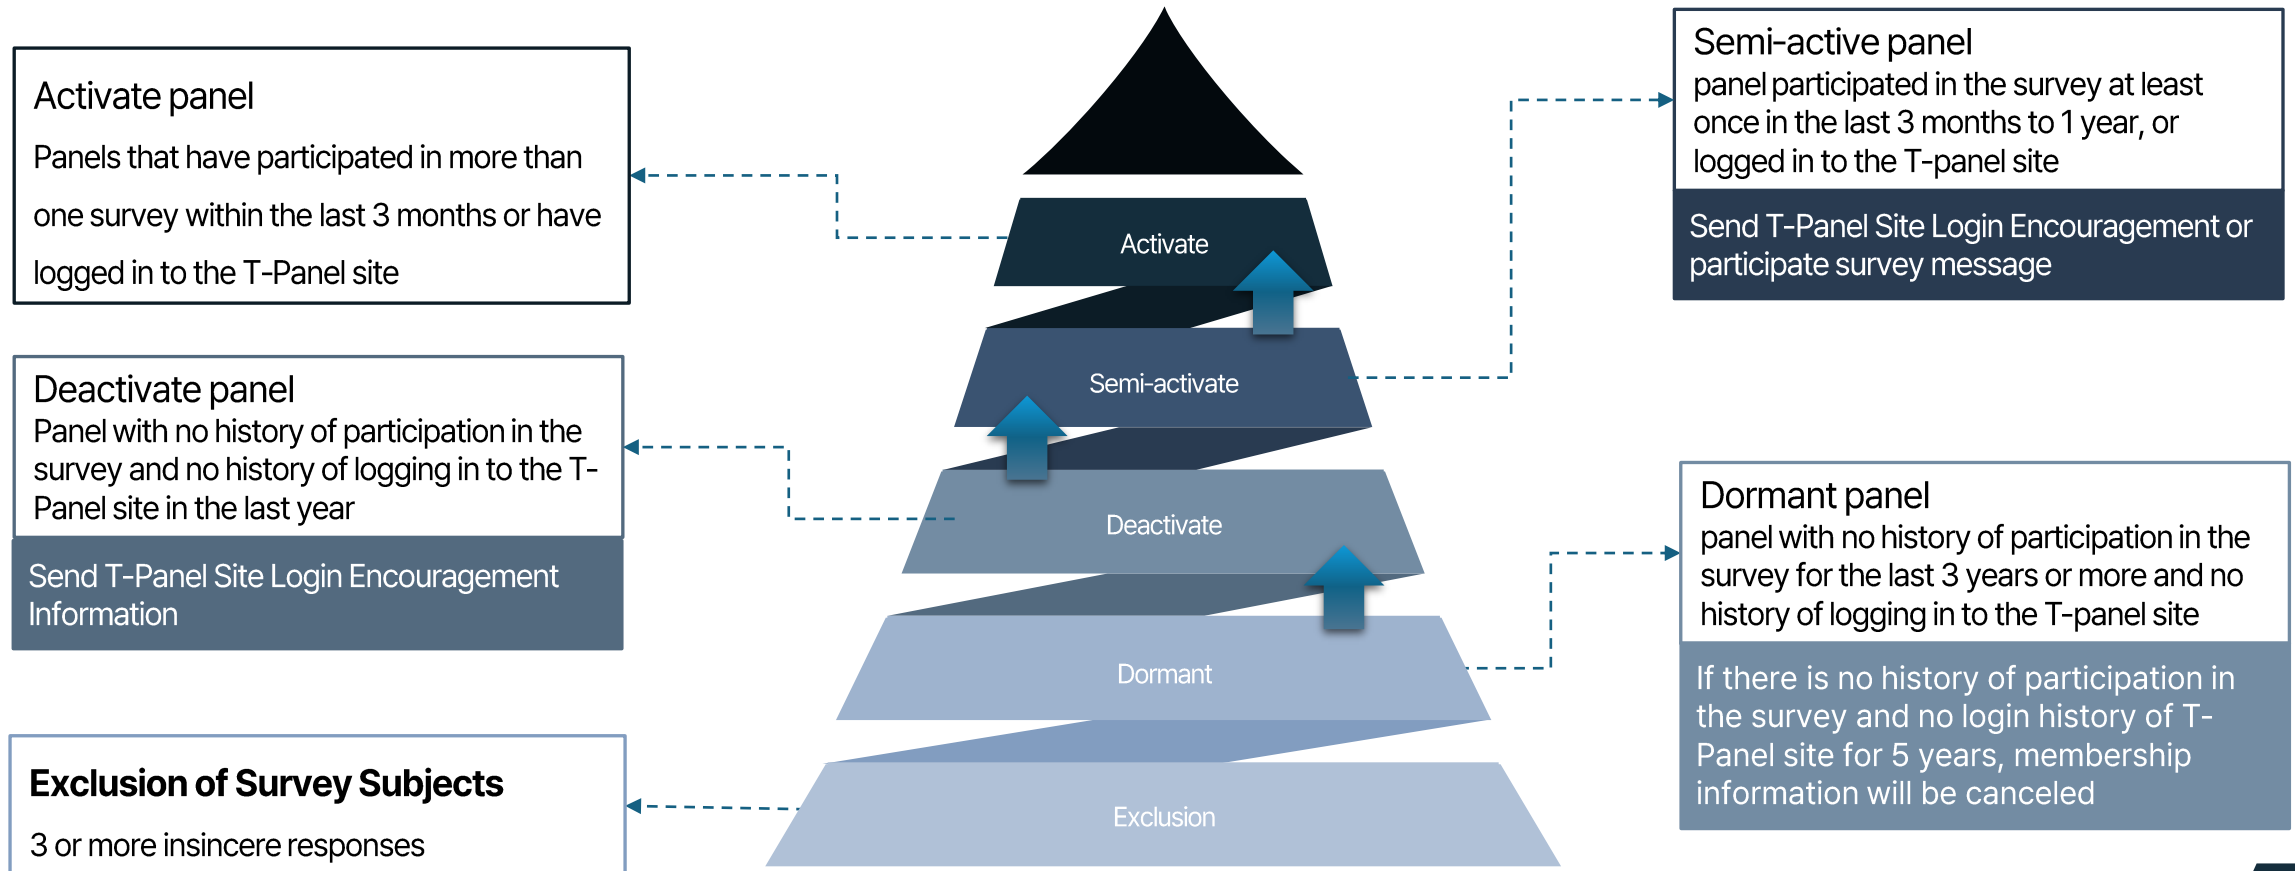 Activate panel
Panels that have participated in more than
one survey within the last 3 months or have
logged in to the T-Panel site
Deactivate panel
Panel with no history of participation in the
survey and no history of logging in to the T-
Panel site in the last year
Send T-Panel Site Login Encouragement
Information
Exclusion of Survey Subjects
3 or more insincere responses
Activate
Semi-activate
Deactivate
Dormant
Exclusion
Semi-active panel
panel participated in the survey at least
once in the last 3 months to 1 year, or
logged in to the T-panel site
Send T-Panel Site Login Encouragement or
participate survey message
Dormant panel
panel with no history of participation in the
survey for the last 3 years or more and no
history of logging in to the T-panel site
If there is no history of participation in
the survey and no login history of T-
Panel site for 5 years, membership
information will be canceled